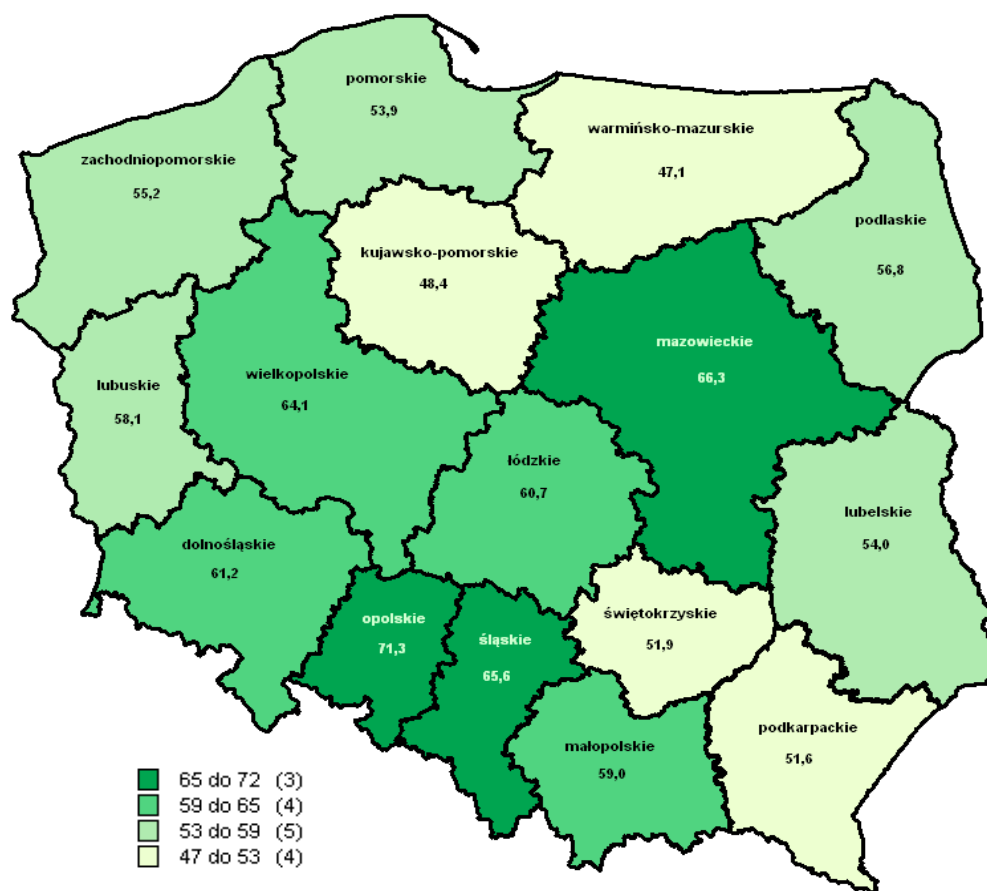 pomorskie
53,9
warmińsko-mazurskie
47,1
zachodniopomorskie
55,2
podlaskie
56,8
kujawsko-pomorskie
48,4
mazowieckie
66,3
lubuskie
58,1
wielkopolskie
64,1
łódzkie
60,7
lubelskie
54,0
dolnośląskie
61,2
opolskie
71,3
śląskie
65,6
świętokrzyskie
51,9
podkarpackie
51,6
małopolskie
59,0
65 do 72 (3)
59 do 65 (4)
53 do 59 (5)
47 do 53 (4)